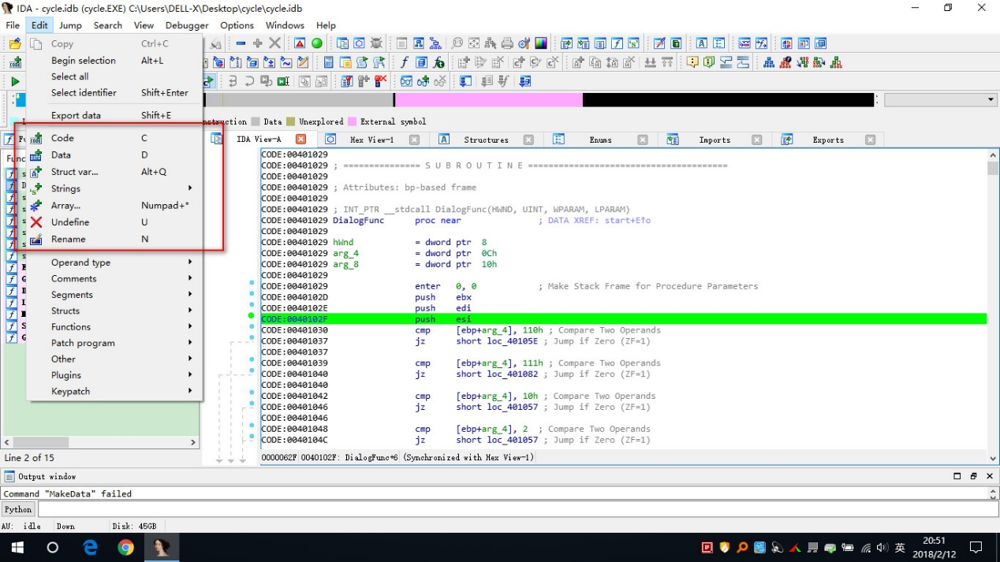 IDA - cycle.idb (cycle.EXE) C:\Users\DELL-X\Desktop\cycle\cycle.idb
File Edit Jump Search View Debugger Options Windows Help
Copy Ctrl+C
Begin selection Alt+L
Select all
Select identifier Shift+Enter
Export data Shift+E
Code C
Data D
Struct var... Alt+Q
Strings
Array... Numpad+*
Undefine U
Rename N
Operand type
Comments
Segments
Structs
Functions
Patch program
Other
Plugins
Keypatch
Data Unexplored External symbol
IDA View-A Hex View-1 Structures Enums Imports Exports
CODE:00401029
CODE:00401029 ; =============== S U B R O U T I N E =======================================
CODE:00401029
CODE:00401029 ; Attributes: bp-based frame
CODE:00401029
CODE:00401029 ; INT_PTR __stdcall DialogFunc(HWND, UINT, WPARAM, LPARAM)
CODE:00401029 DialogFunc proc near ; DATA XREF: start+E↑o
CODE:00401029
CODE:00401029 hWnd = dword ptr 8
CODE:00401029 arg_4 = dword ptr 0Ch
CODE:00401029 arg_8 = dword ptr 10h
CODE:00401029
CODE:00401029 enter 0, 0 ; Make Stack Frame for Procedure Parameters
CODE:0040102D push ebx
CODE:0040102E push edi
CODE:0040102F push esi
CODE:00401030 cmp [ebp+arg_4], 110h ; Compare Two Operands
CODE:00401037 jz short loc_40105E ; Jump if Zero (ZF=1)
CODE:00401037
CODE:00401039 cmp [ebp+arg_4], 111h ; Compare Two Operands
CODE:00401040 jz short loc_401082 ; Jump if Zero (ZF=1)
CODE:00401040
CODE:00401042 cmp [ebp+arg_4], 10h ; Compare Two Operands
CODE:00401046 jz short loc_401057 ; Jump if Zero (ZF=1)
CODE:00401046
CODE:00401048 cmp [ebp+arg_4], 2 ; Compare Two Operands
CODE:0040104C jz short loc_401057 ; Jump if Zero (ZF=1)
0000062F 0040102F: DialogFunc+6 (Synchronized with Hex View-1)
Line 2 of 15
Output window
Command "MakeData" failed
Python
AU: idle Down Disk: 45GB
英
20:51
2018/2/12